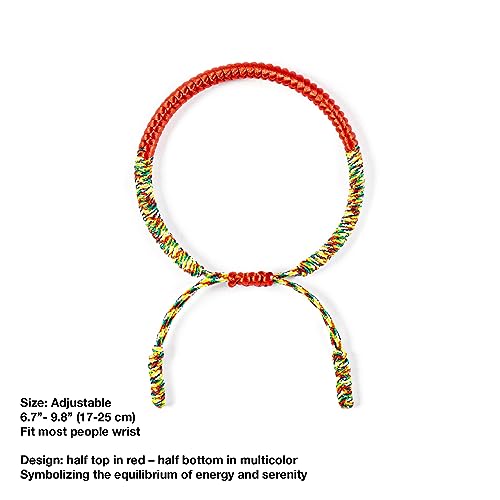 Size: Adjustable
6.7”- 9.8” (17-25 cm)
Fit most people wrist
Design: half top in red – half bottom in multicolor
Symbolizing the equilibrium of energy and serenity